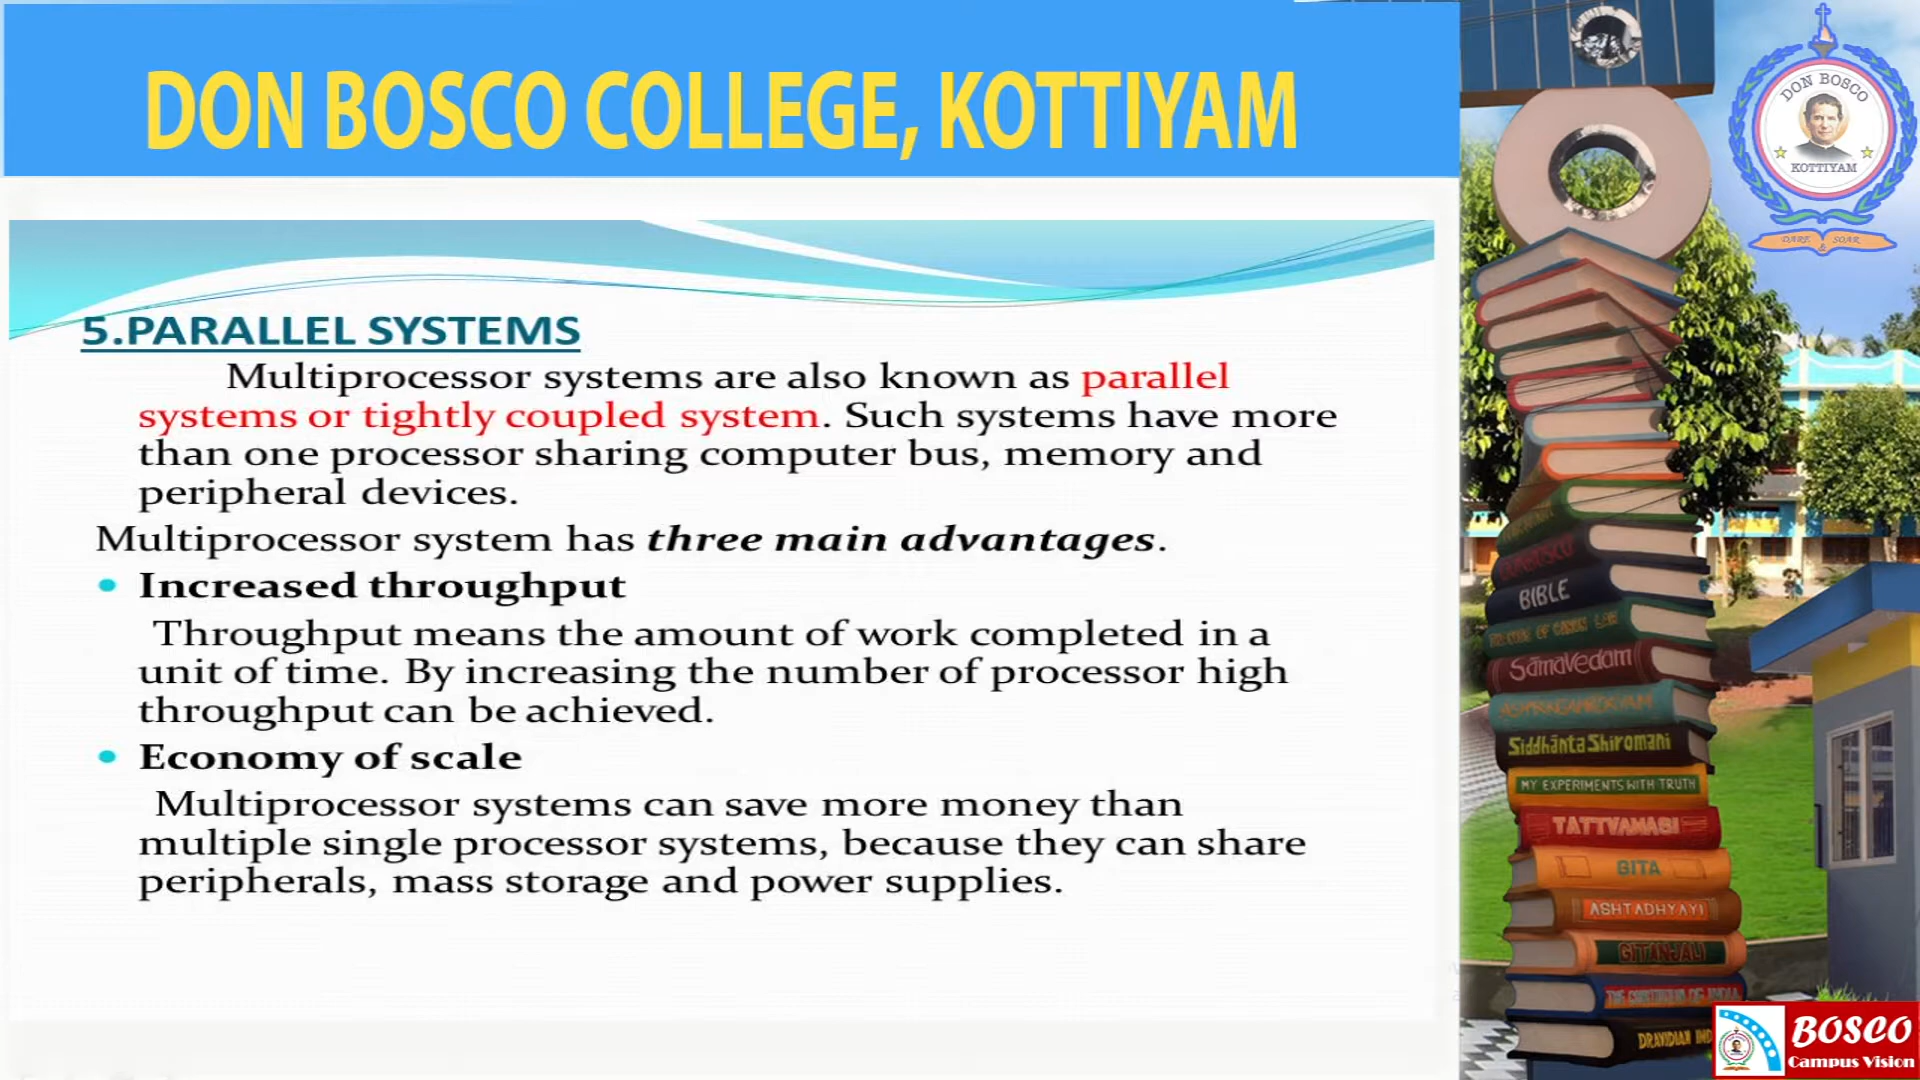 DON BOSCO COLLEGE, KOTTIYAM
5.PARALLEL SYSTEMS
Multiprocessor systems are also known as parallel
systems or tightly coupled system. Such systems have more
than one processor sharing computer bus, memory and
peripheral devices.
Multiprocessor system has three main advantages.
• Increased throughput
Throughput means the amount of work completed in a
unit of time. By increasing the number of processor high
throughput can be achieved.
• Economy of scale
Multiprocessor systems can save more money than
multiple single processor systems, because they can share
peripherals, mass storage and power supplies.
DON BOSCO
KOTTIYAM
DARE & SOAR
BIBLE
Sāmavedam
Siddhānta Shiromani
MY EXPERIMENTS WITH TRUTH
TATTVAMASI
GITA
ASHTADHYAYI
GITANJALI
THE CONSTITUTION OF INDIA
DRAVIDIAN
BOSCO
Campus Vision